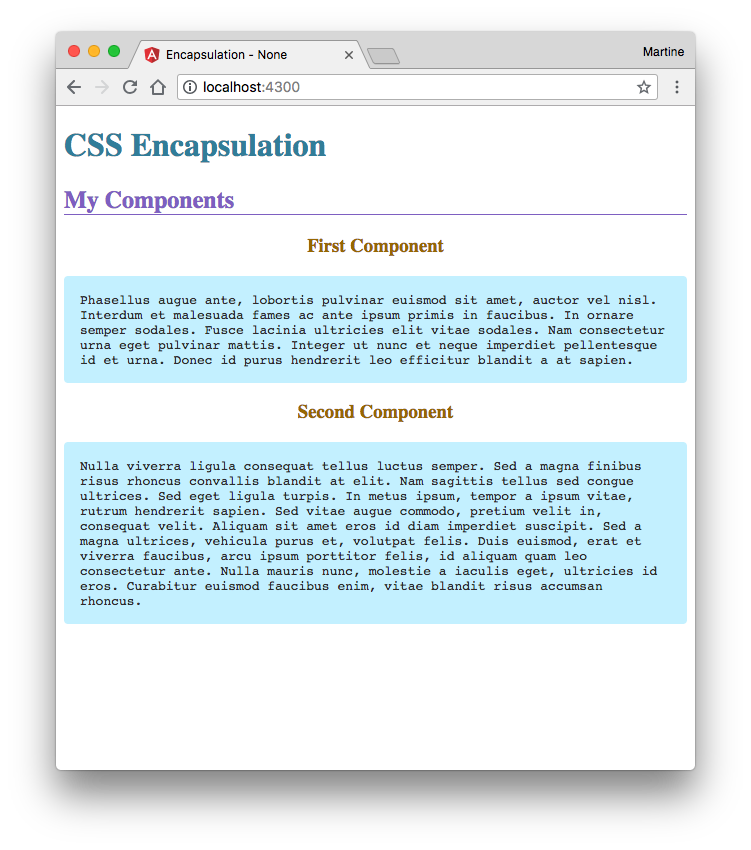 Encapsulation - None
Martine
localhost:4300
CSS Encapsulation
My Components
First Component
Phasellus augue ante, lobortis pulvinar euismod sit amet, auctor vel nisl.
Interdum et malesuada fames ac ante ipsum primis in faucibus. In ornare
semper sodales. Fusce lacinia ultricies elit vitae sodales. Nam consectetur
urna eget pulvinar mattis. Integer ut nunc et neque imperdiet pellentesque
id et urna. Donec id purus hendrerit leo efficitur blandit a at sapien.
Second Component
Nulla viverra ligula consequat tellus luctus semper. Sed a magna finibus
risus rhoncus convallis blandit at elit. Nam sagittis tellus sed congue
ultrices. Sed eget ligula turpis. In metus ipsum, tempor a ipsum vitae,
rutrum hendrerit sapien. Sed vitae augue commodo, pretium velit in,
consequat velit. Aliquam sit amet eros id diam imperdiet suscipit. Sed a
magna ultrices, vehicula purus et, volutpat felis. Duis euismod, erat et
viverra faucibus, arcu ipsum porttitor felis, id aliquam quam leo
consectetur ante. Nulla mauris nunc, molestie a iaculis eget, ultricies id
eros. Curabitur euismod faucibus enim, vitae blandit risus accumsan
rhoncus.